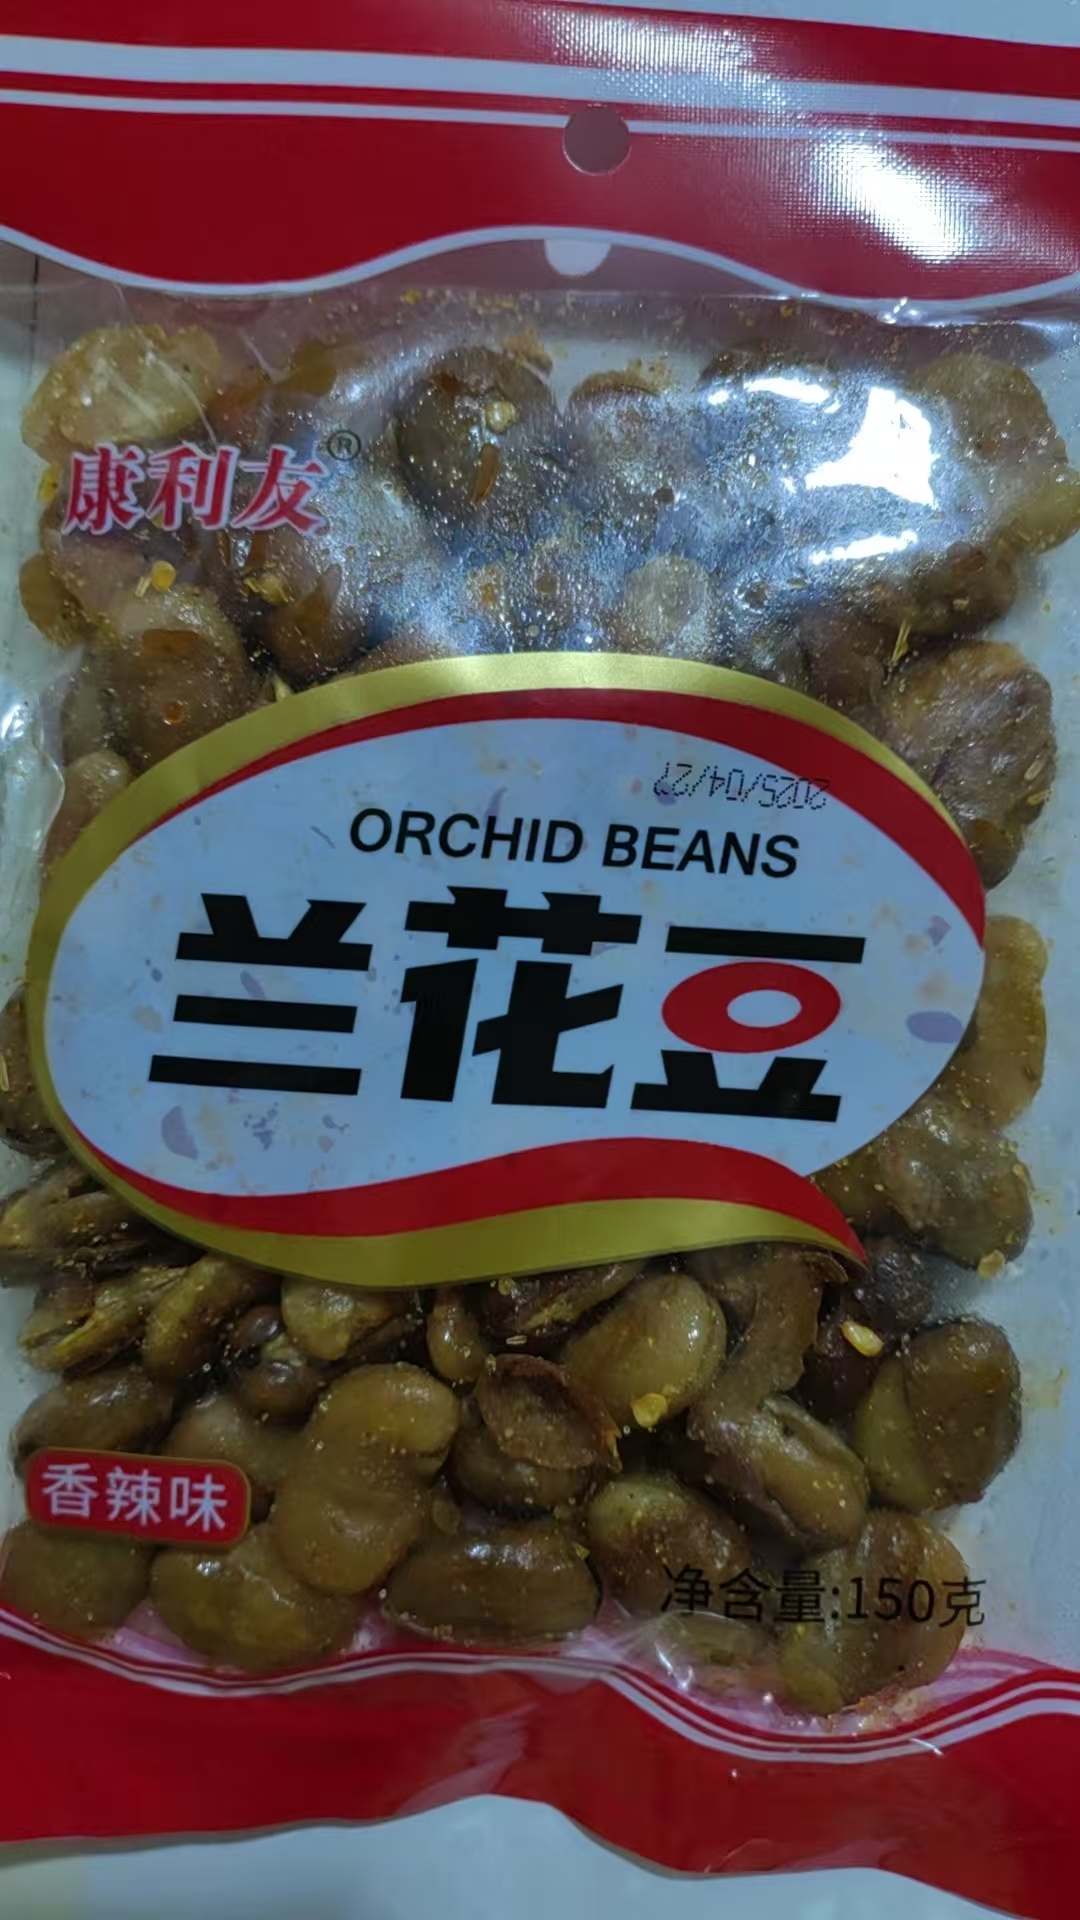 康利友®
2025/04/27
ORCHID BEANS
兰花豆
香辣味
净含量:150克